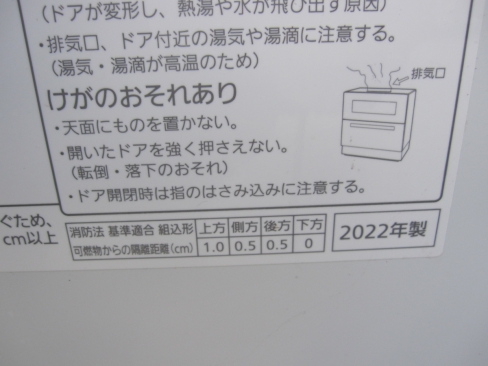 (ドアが変形し、熱湯や水が飛び出す原因)
・排気口、ドア付近の湯気や湯滴に注意する。
(湯気・湯滴が高温のため)
けがのおそれあり
排気口
・天面にものを置かない。
・開いたドアを強く押さえない。
(転倒・落下のおそれ)
・ドア開閉時は指のはさみ込みに注意する。
ぐため、
cm以上
消防法 基準適合 組込形 上方 側方 後方 下方
可燃物からの隔離距離(cm) 1.0 0.5 0.5 0
2022年製